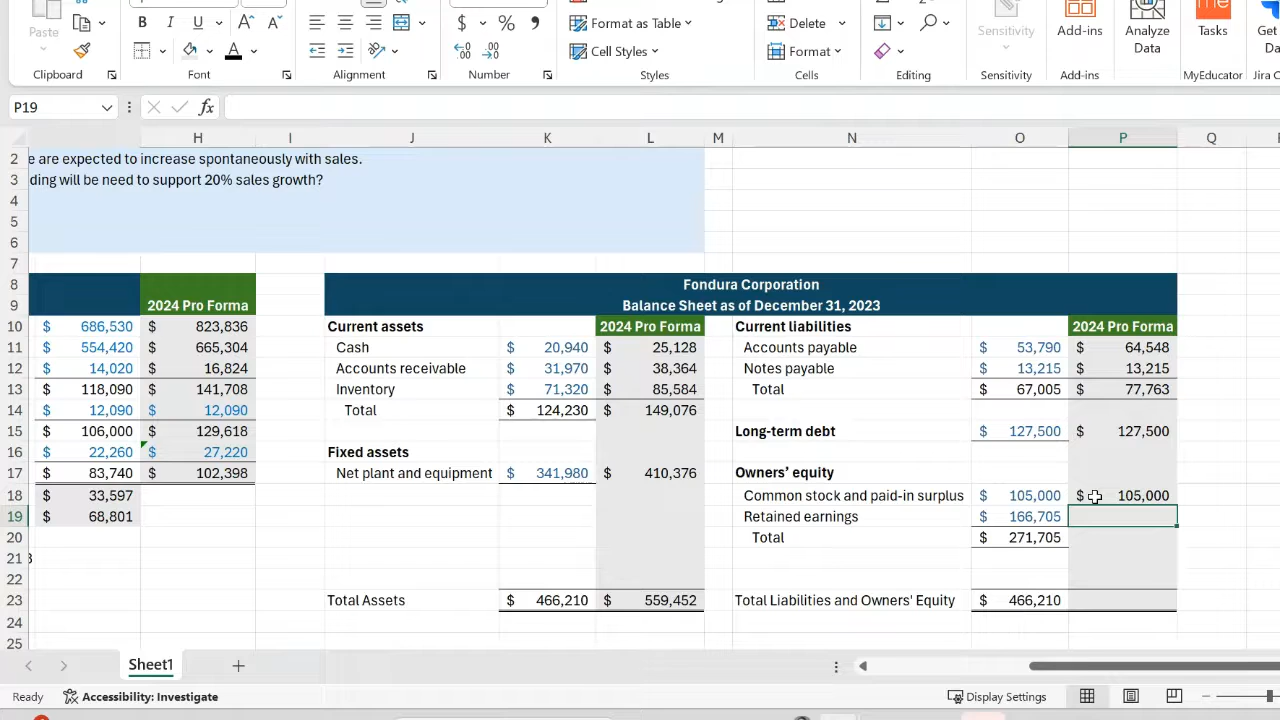 Paste
B I U A A
$ % 9
Format as Table
Delete
Sensitivity
Add-ins
Analyze
Data
Tasks
Get
Da
me
Cell Styles
Format
A
.00
Clipboard
Font
Alignment
Number
Styles
Cells
Editing
Sensitivity
Add-ins
MyEducator
Jira C
P19
fx
H I J K L M N O P Q
2 e are expected to increase spontaneously with sales.
3 ding will be need to support 20% sales growth?
4
5
6
7
8 Fondura Corporation
9 2024 Pro Forma Balance Sheet as of December 31, 2023
10 $ 686,530 $ 823,836 Current assets 2024 Pro Forma Current liabilities 2024 Pro Forma
11 $ 554,420 $ 665,304 Cash $ 20,940 $ 25,128 Accounts payable $ 53,790 $ 64,548
12 $ 14,020 $ 16,824 Accounts receivable $ 31,970 $ 38,364 Notes payable $ 13,215 $ 13,215
13 $ 118,090 $ 141,708 Inventory $ 71,320 $ 85,584 Total $ 67,005 $ 77,763
14 $ 12,090 $ 12,090 Total $ 124,230 $ 149,076
15 $ 106,000 $ 129,618 Long-term debt $ 127,500 $ 127,500
16 $ 22,260 $ 27,220 Fixed assets
17 $ 83,740 $ 102,398 Net plant and equipment $ 341,980 $ 410,376 Owners’ equity
18 $ 33,597 Common stock and paid-in surplus $ 105,000 $ 105,000
19 $ 68,801 Retained earnings $ 166,705
20 Total $ 271,705
21 3
22
23 Total Assets $ 466,210 $ 559,452 Total Liabilities and Owners' Equity $ 466,210
24
25
Sheet1
Ready Accessibility: Investigate Display Settings